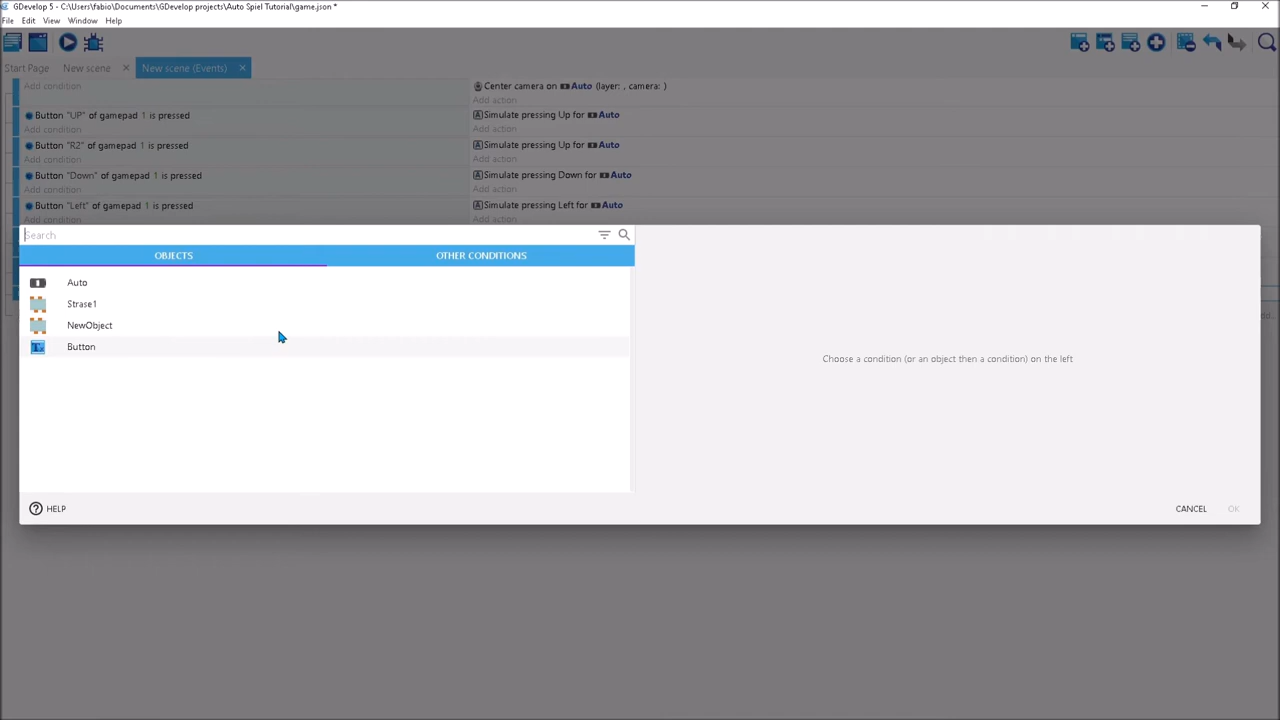 GDevelop 5 - C:\Users\fabio\Documents\GDevelop projects\Auto Spiel Tutorial\game.json *
File Edit View Window Help
Start Page New scene × New scene (Events) ×
Add condition
Center camera on Auto (layer: , camera: )
Add action
Button "UP" of gamepad 1 is pressed
Simulate pressing Up for Auto
Add condition
Add action
Button "R2" of gamepad 1 is pressed
Simulate pressing Up for Auto
Add condition
Add action
Button "Down" of gamepad 1 is pressed
Simulate pressing Down for Auto
Add condition
Add action
Button "Left" of gamepad 1 is pressed
Simulate pressing Left for Auto
Add condition
Add action
Search
OBJECTS OTHER CONDITIONS
Auto
Strase1
NewObject
Button
Choose a condition (or an object then a condition) on the left
HELP
CANCEL OK